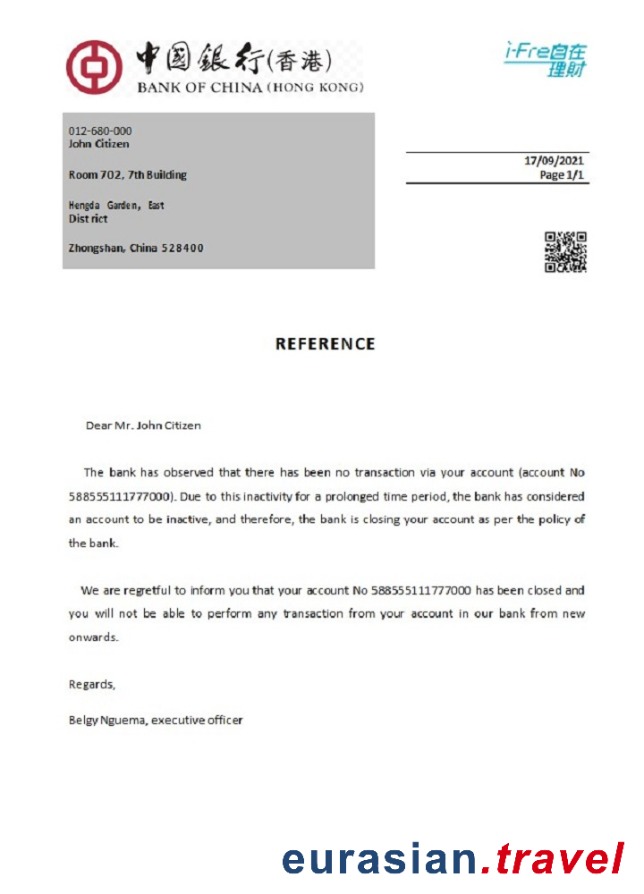 中國銀行(香港)
BANK OF CHINA (HONG KONG)
i-Free自在
理財
012-680-000
John Citizen
Room 702, 7th Building
Hengda Garden, East
District
Zhongshan, China 528400
17/09/2021
Page 1/1
REFERENCE
Dear Mr. John Citizen
The bank has observed that there has been no transaction via your account (account No
588555111777000). Due to this inactivity for a prolonged time period, the bank has considered
an account to be inactive, and therefore, the bank is closing your account as per the policy of
the bank.
We are regretful to inform you that your account No 588555111777000 has been closed and
you will not be able to perform any transaction from your account in our bank from new
onwards.
Regards,
Belgy Nguema, executive officer
eurasian.travel